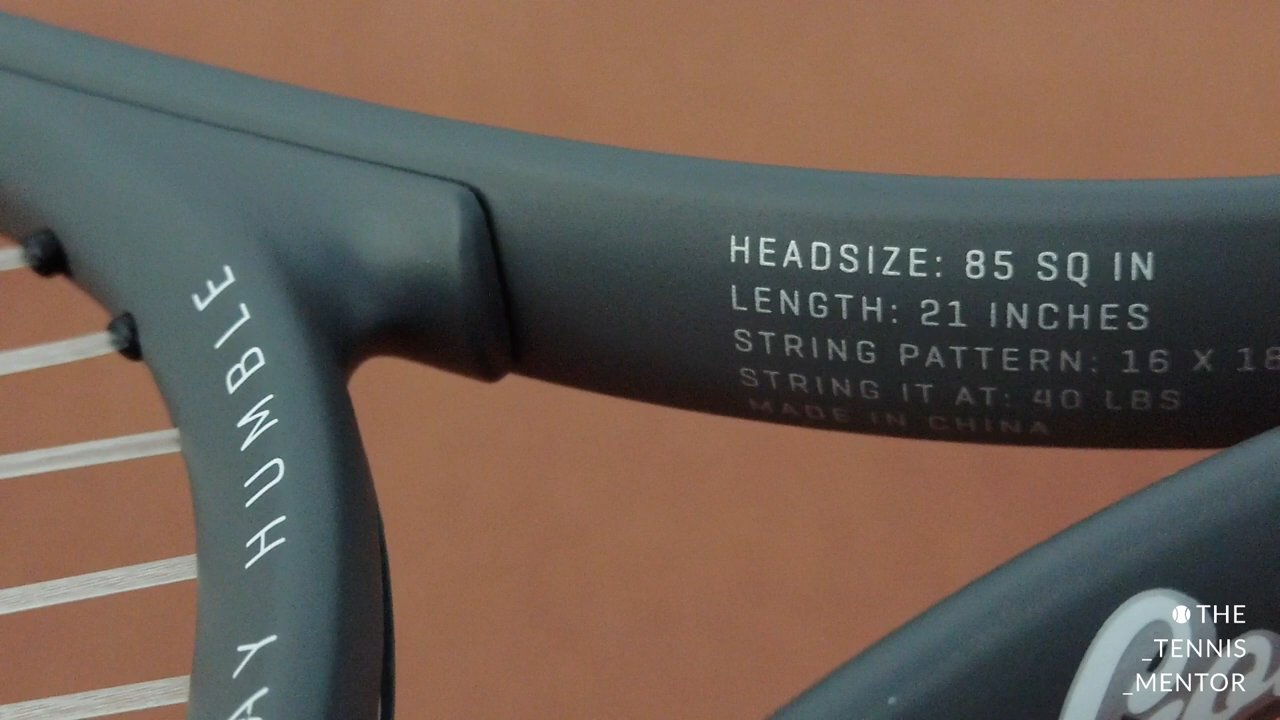 HEADSIZE: 85 SQ IN
LENGTH: 21 INCHES
STRING PATTERN: 16 X 18
STRING IT AT: 40 LBS
MADE IN CHINA
AY HUMBLE
THE
_TENNIS
_MENTOR